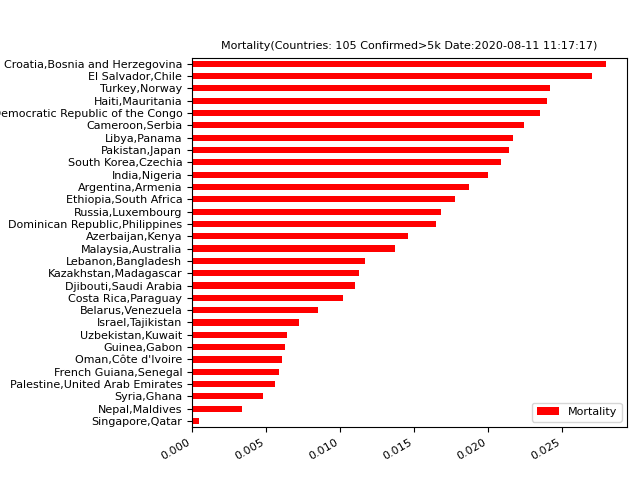 Mortality(Countries: 105 Confirmed>5k Date:2020-08-11 11:17:17)
Croatia,Bosnia and Herzegovina
El Salvador,Chile
Turkey,Norway
Haiti,Mauritania
emocratic Republic of the Congo
Cameroon,Serbia
Libya,Panama
Pakistan,Japan
South Korea,Czechia
India,Nigeria
Argentina,Armenia
Ethiopia,South Africa
Russia,Luxembourg
Dominican Republic,Philippines
Azerbaijan,Kenya
Malaysia,Australia
Lebanon,Bangladesh
Kazakhstan,Madagascar
Djibouti,Saudi Arabia
Costa Rica,Paraguay
Belarus,Venezuela
Israel,Tajikistan
Uzbekistan,Kuwait
Guinea,Gabon
Oman,Côte d'Ivoire
French Guiana,Senegal
Palestine,United Arab Emirates
Syria,Ghana
Nepal,Maldives
Singapore,Qatar
Mortality
0.000
0.005
0.010
0.015
0.020
0.025